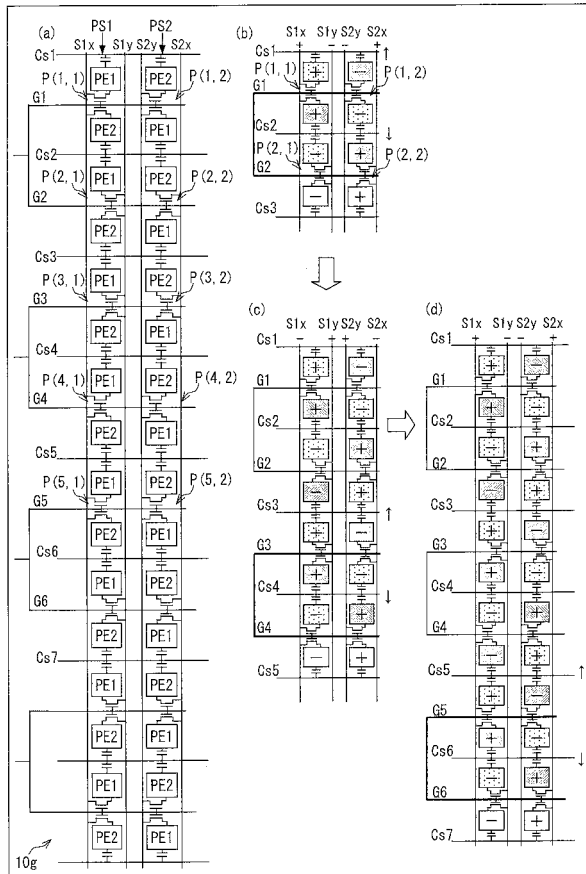 (a)
PS1
PS2
S1x
S1y
S2y
S2x
Cs1
P(1, 1)
PE1
PE2
P(1, 2)
G1
PE2
PE1
Cs2
P(2, 1)
PE1
PE2
P(2, 2)
G2
PE2
PE1
Cs3
P(3, 1)
PE1
PE2
P(3, 2)
G3
PE2
PE1
Cs4
P(4, 1)
PE1
PE2
P(4, 2)
G4
PE2
PE1
Cs5
P(5, 1)
PE1
PE2
P(5, 2)
G5
PE2
PE1
Cs6
PE1
PE2
G6
PE2
PE1
Cs7
PE1
PE2
PE2
PE1
PE1
PE2
PE2
PE1
10g
(b)
S1x S1y S2y S2x
+ - - +
Cs1
↑
P(1, 1)
+ -
P(1, 2)
G1
+ -
Cs2
↓
P(2, 1)
- +
P(2, 2)
G2
- +
Cs3
(c)
S1x S1y S2y S2x
- + + -
Cs1
+ -
G1
+ -
Cs2
- +
G2
- +
Cs3
↑
+ -
G3
+ -
Cs4
↓
- +
G4
- +
Cs5
(d)
S1x S1y S2y S2x
+ - - +
Cs1
+ -
G1
+ -
Cs2
- +
G2
- +
Cs3
+ -
G3
+ -
Cs4
- +
G4
- +
Cs5
↑
+ -
G5
+ -
Cs6
↓
- +
G6
- +
Cs7